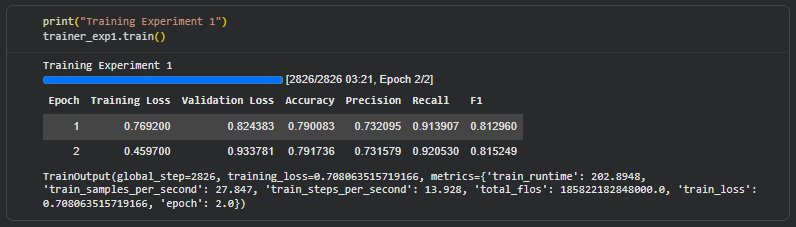 print("Training Experiment 1")
trainer_exp1.train()
Training Experiment 1
[2826/2826 03:21, Epoch 2/2]
Epoch Training Loss Validation Loss Accuracy Precision Recall F1
1 0.769200 0.824383 0.790083 0.732095 0.913907 0.812960
2 0.459700 0.933781 0.791736 0.731579 0.920530 0.815249
TrainOutput(global_step=2826, training_loss=0.708063515719166, metrics={'train_runtime': 202.8948,
'train_samples_per_second': 27.847, 'train_steps_per_second': 13.928, 'total_flos': 185822182848000.0, 'train_loss':
0.708063515719166, 'epoch': 2.0})